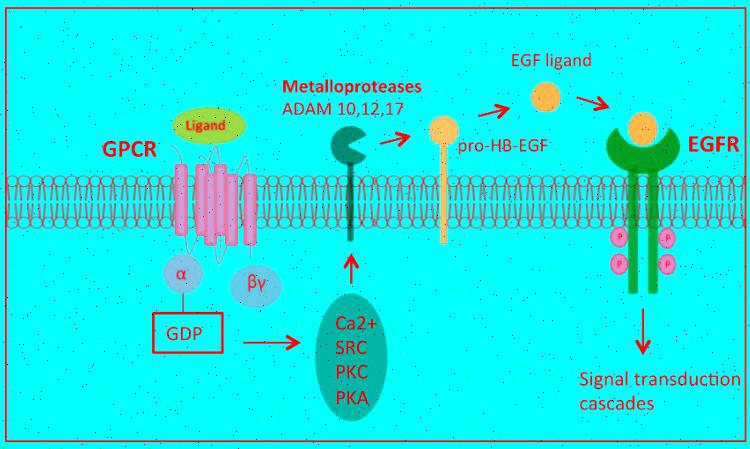 EGF ligand
Metalloproteases
ADAM 10,12,17
Ligand
GPCR
pro-HB-EGF
EGFR
P P
P P
α
βγ
GDP
Ca2+
SRC
PKC
PKA
Signal transduction
cascades